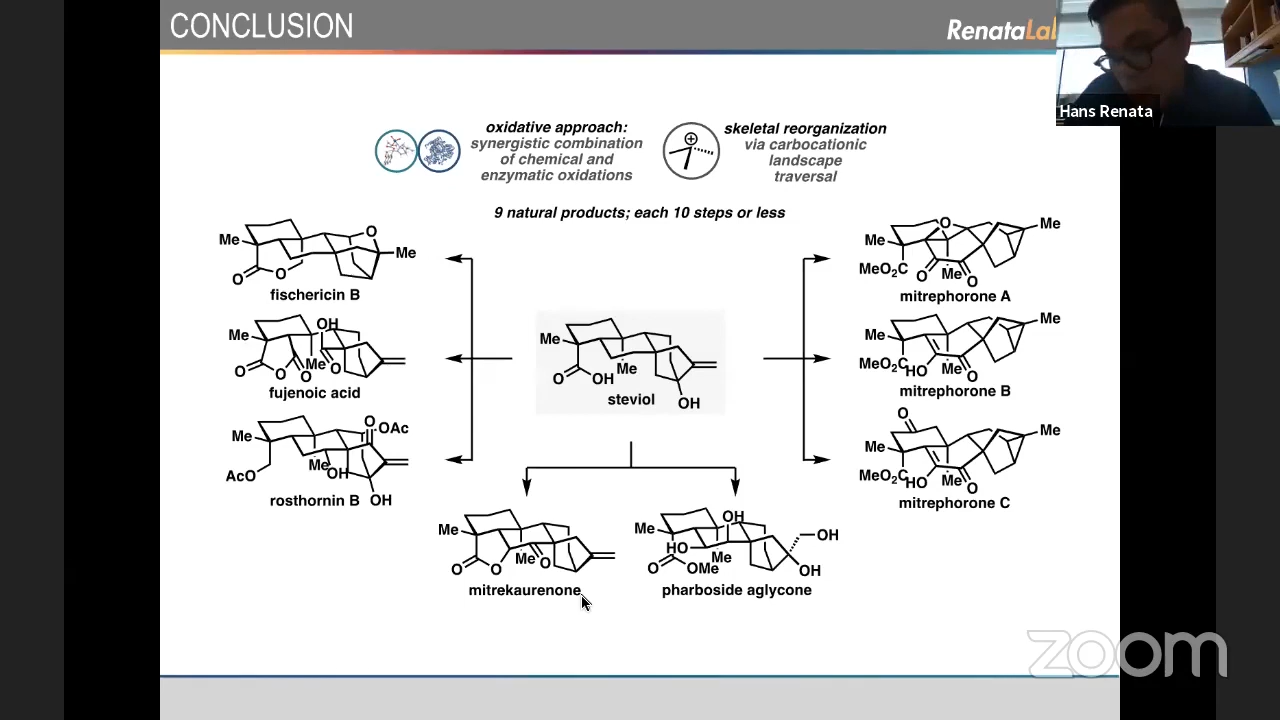 CONCLUSION
RenataLab
Hans Renata
oxidative approach:
synergistic combination
of chemical and
enzymatic oxidations
skeletal reorganization
via carbocationic
landscape
traversal
9 natural products; each 10 steps or less
O
Me
Me
O
O
fischericin B
OH
Me
O
O
O
Me
O
fujenoic acid
O
OAc
Me
Me
OH
AcO
OH
rosthornin B
Me
O
OH
Me
OH
steviol
O
Me
Me
MeO2C
O
Me
O
mitrephorone A
Me
Me
MeO2C
HO
Me
O
mitrephorone B
O
Me
Me
MeO2C
HO
Me
O
mitrephorone C
Me
O
O
Me
O
mitrekaurenone
OH
Me
HO
OH
Me
O
OMe
OH
pharboside aglycone
zoom